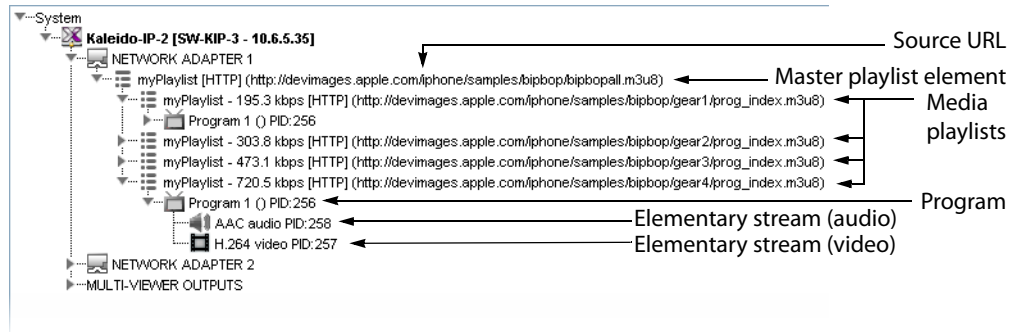 System
Kaleido-IP-2 [SW-KIP-3 - 10.6.5.35]
NETWORK ADAPTER 1
Source URL
myPlaylist [HTTP] (http://devimages.apple.com/iphone/samples/bipbop/bipbopall.m3u8)
Master playlist element
myPlaylist - 195.3 kbps [HTTP] (http://devimages.apple.com/iphone/samples/bipbop/gear1/prog_index.m3u8)
Media
playlists
Program 1 () PID:256
myPlaylist - 303.8 kbps [HTTP] (http://devimages.apple.com/iphone/samples/bipbop/gear2/prog_index.m3u8)
myPlaylist - 473.1 kbps [HTTP] (http://devimages.apple.com/iphone/samples/bipbop/gear3/prog_index.m3u8)
myPlaylist - 720.5 kbps [HTTP] (http://devimages.apple.com/iphone/samples/bipbop/gear4/prog_index.m3u8)
Program 1 () PID:256
Program
AAC audio PID:258
Elementary stream (audio)
H.264 video PID:257
Elementary stream (video)
NETWORK ADAPTER 2
MULTI-VIEWER OUTPUTS